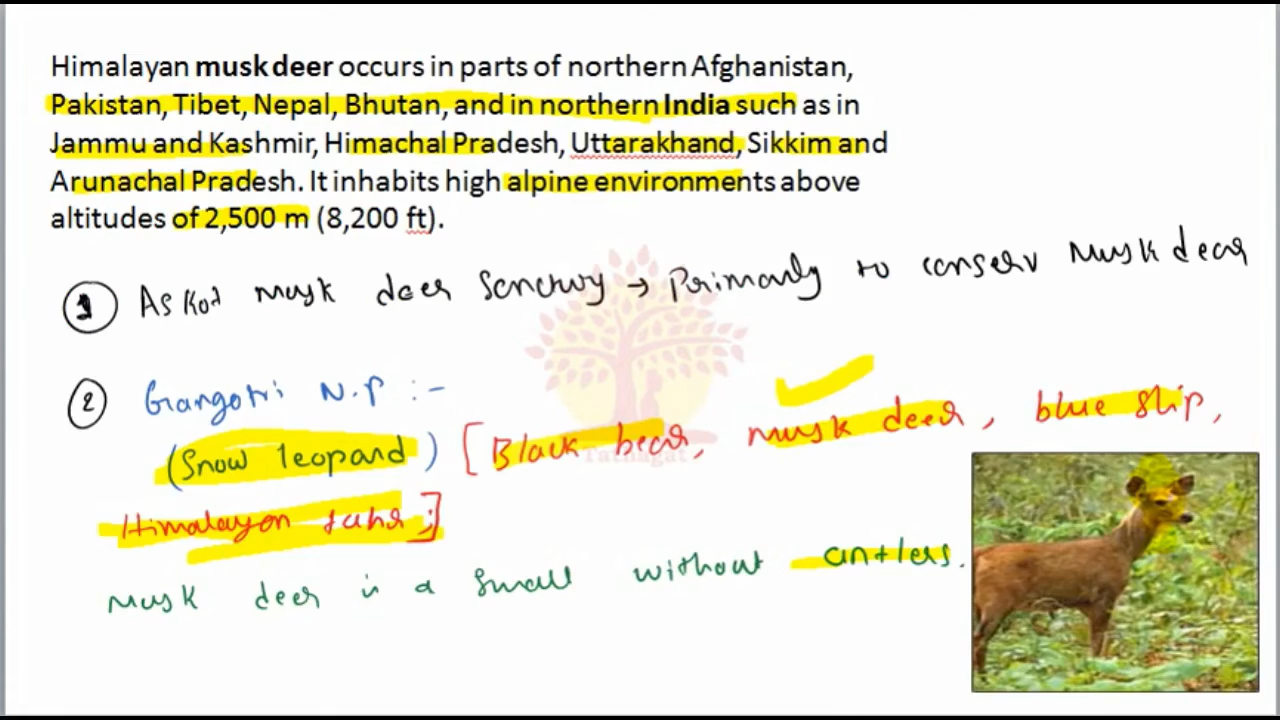 Himalayan musk deer occurs in parts of northern Afghanistan,
Pakistan, Tibet, Nepal, Bhutan, and in northern India such as in
Jammu and Kashmir, Himachal Pradesh, Uttarakhand, Sikkim and
Arunachal Pradesh. It inhabits high alpine environments above
altitudes of 2,500 m (8,200 ft).
1 Askot musk deer → Primarily to conserv musk dear
2 Gangotri N.P :-
(Snow leopard) [Black bear, musk deer, blue ship,
Himalayan tahr;]
musk deer is a small without antlers.
Tathagat